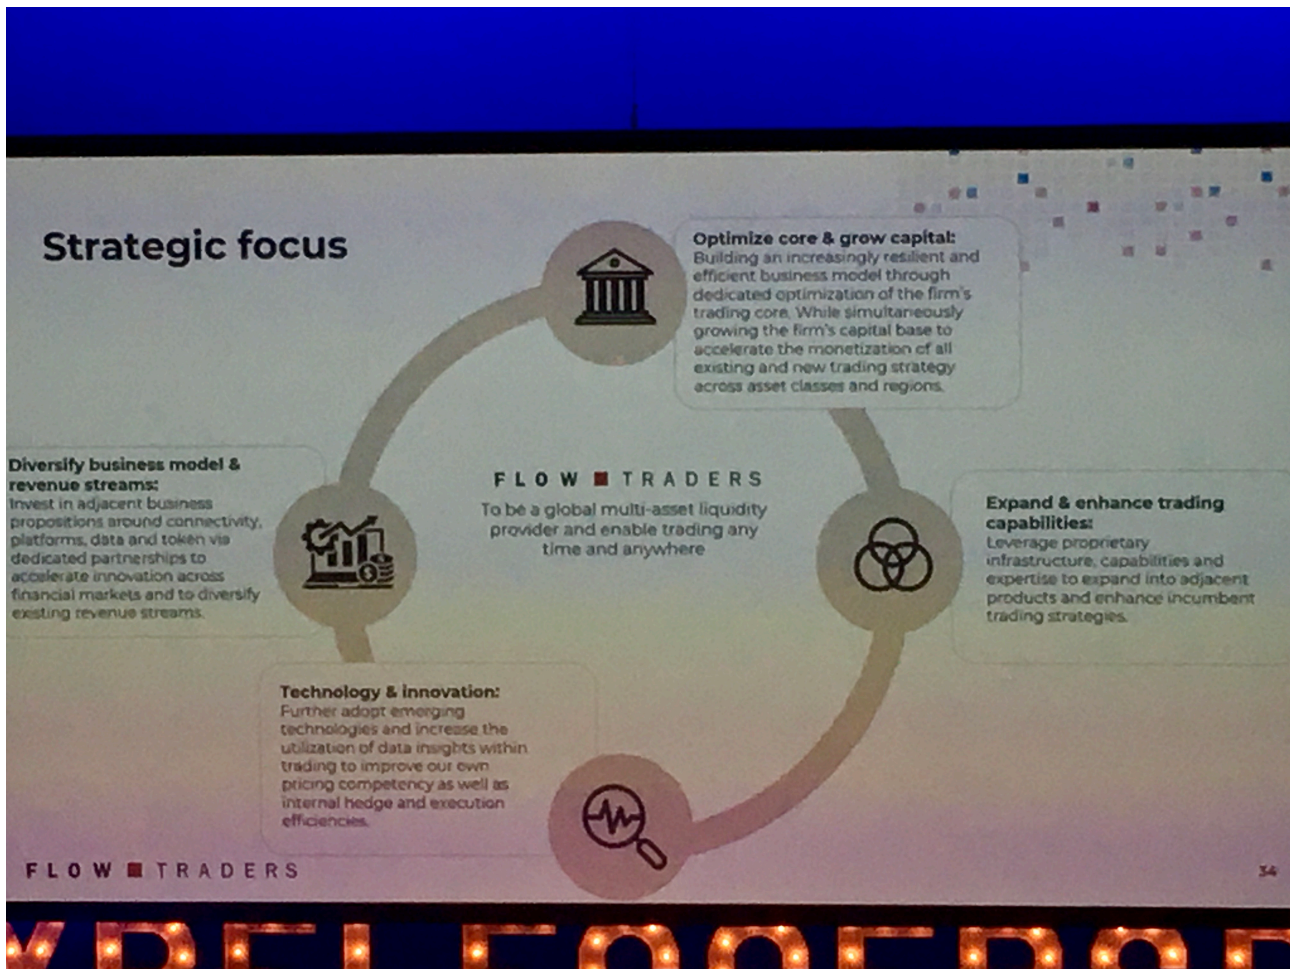 Strategic focus
Optimize core & grow capital:
Building an increasingly resilient and
efficient business model through
dedicated optimization of the firm's
trading core. While simultaneously
growing the firm's capital base to
accelerate the monetization of all
existing and new trading strategy
across asset classes and regions.
Diversify business model &
revenue streams:
Invest in adjacent business
propositions around connectivity,
platforms, data and token via
dedicated partnerships to
accelerate innovation across
financial markets and to diversify
existing revenue streams.
FLOW TRADERS
To be a global multi-asset liquidity
provider and enable trading any
time and anywhere
Expand & enhance trading
capabilities:
Leverage proprietary
infrastructure, capabilities and
expertise to expand into adjacent
products and enhance incumbent
trading strategies.
Technology & innovation:
Further adopt emerging
technologies and increase the
utilization of data insights within
trading to improve our own
pricing competency as well as
internal hedge and execution
efficiencies.
FLOW TRADERS
34